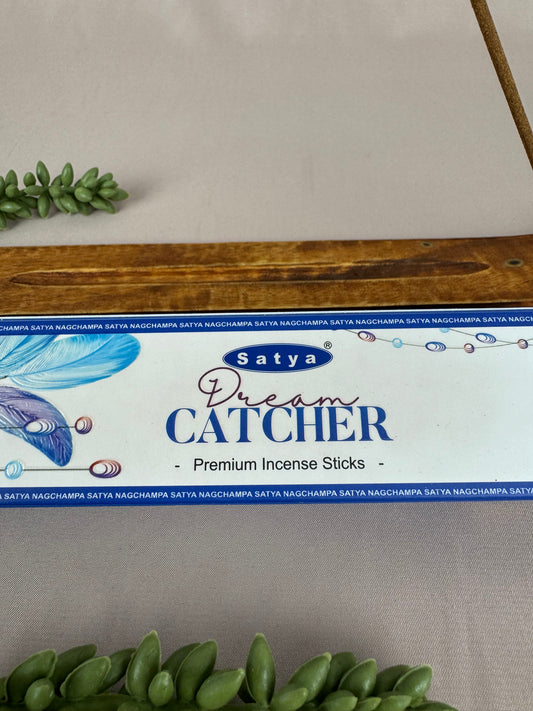 CHAMPA SATYA NAGCHAMPA SATYA NAGCHAMPA SATYA NAGCHAMPA SATYA NAGCHAMPA SATYA NAGCHAMPA SATYA NAGCHAMPA SATYA
Satya®
Dream
CATCHER
- Premium Incense Sticks -
SATYA NAGCHAMPA SATYA NAGCHAMPA SATYA NAGCHAMPA SATYA NAGCHAMPA SATYA NAGCHAMPA SATYA NAGCHAMPA SATYA